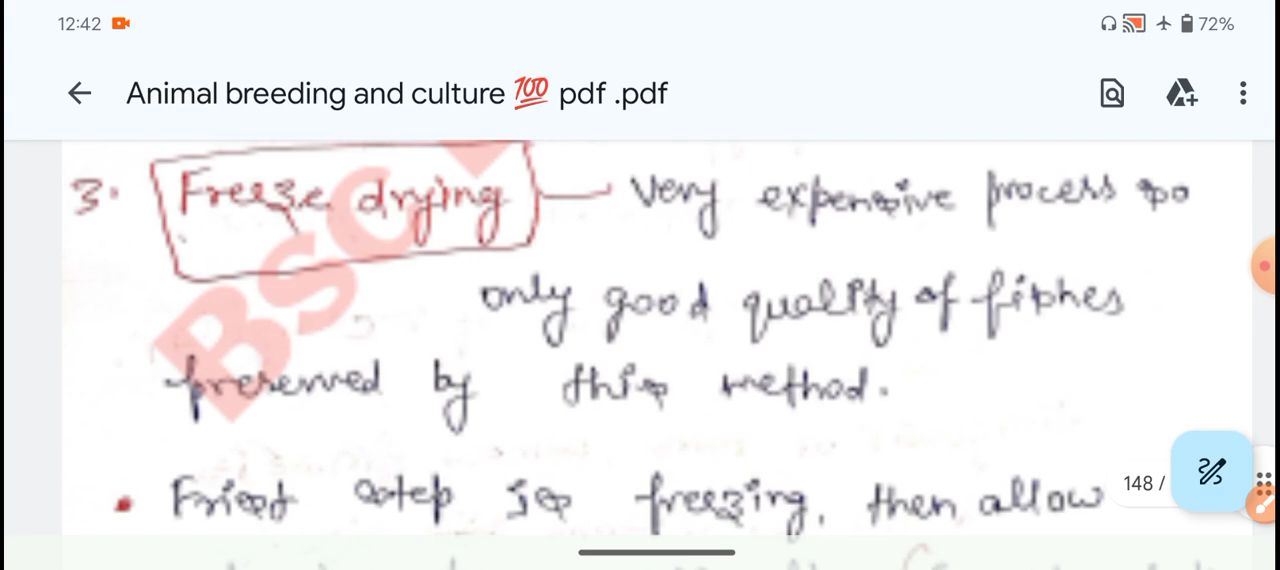 12:42
72%
Animal breeding and culture 💯 pdf .pdf
3. Freeze drying — Very expensive process so
only good quality of fishes
preserved by this method.
BSc
• Frist step is freezing, then allow
148 /